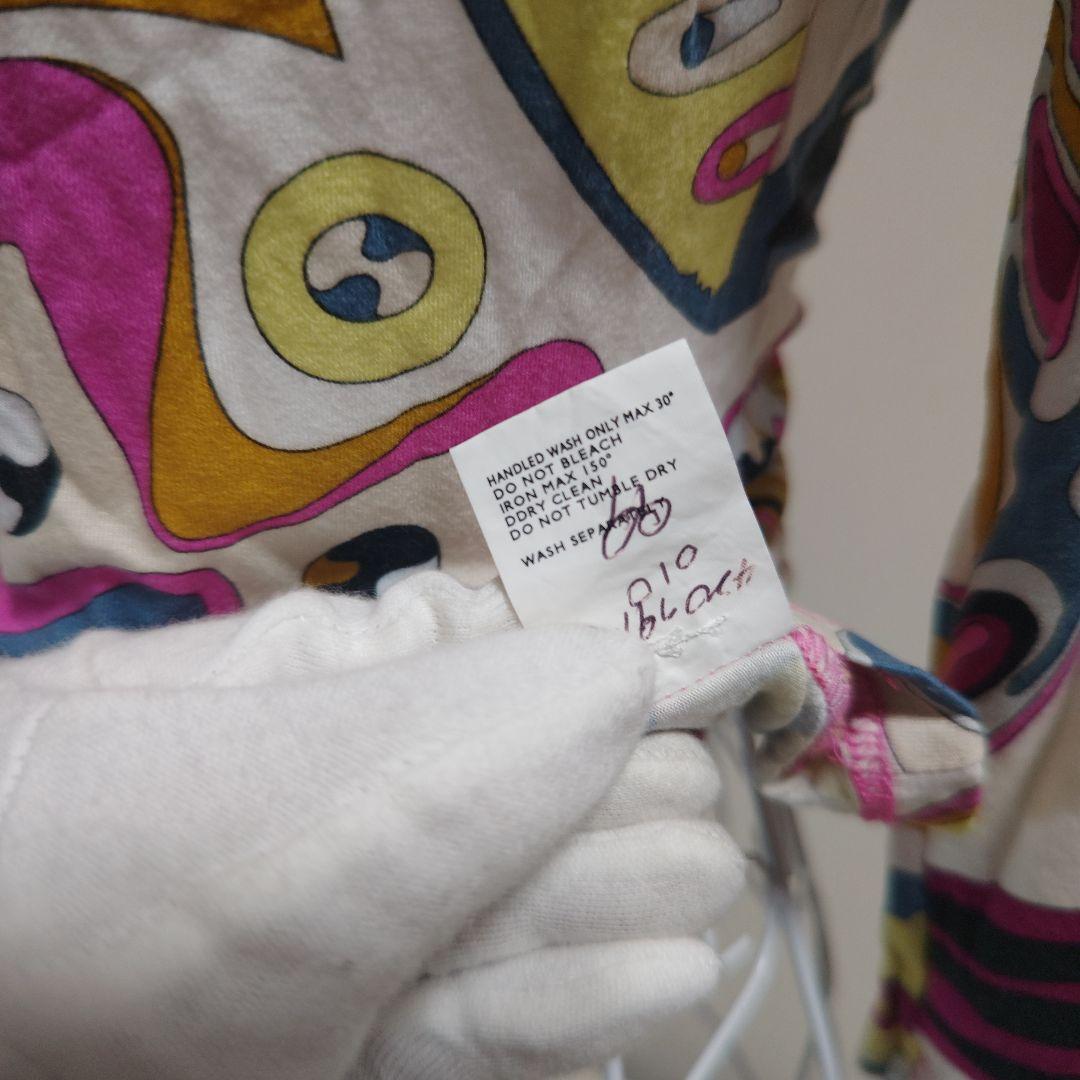 HANDLED WASH ONLY MAX 30°
DO NOT BLEACH
IRON MAX 150°
DDRY CLEAN
DO NOT TUMBLE DRY
WASH SEPARATELY
010